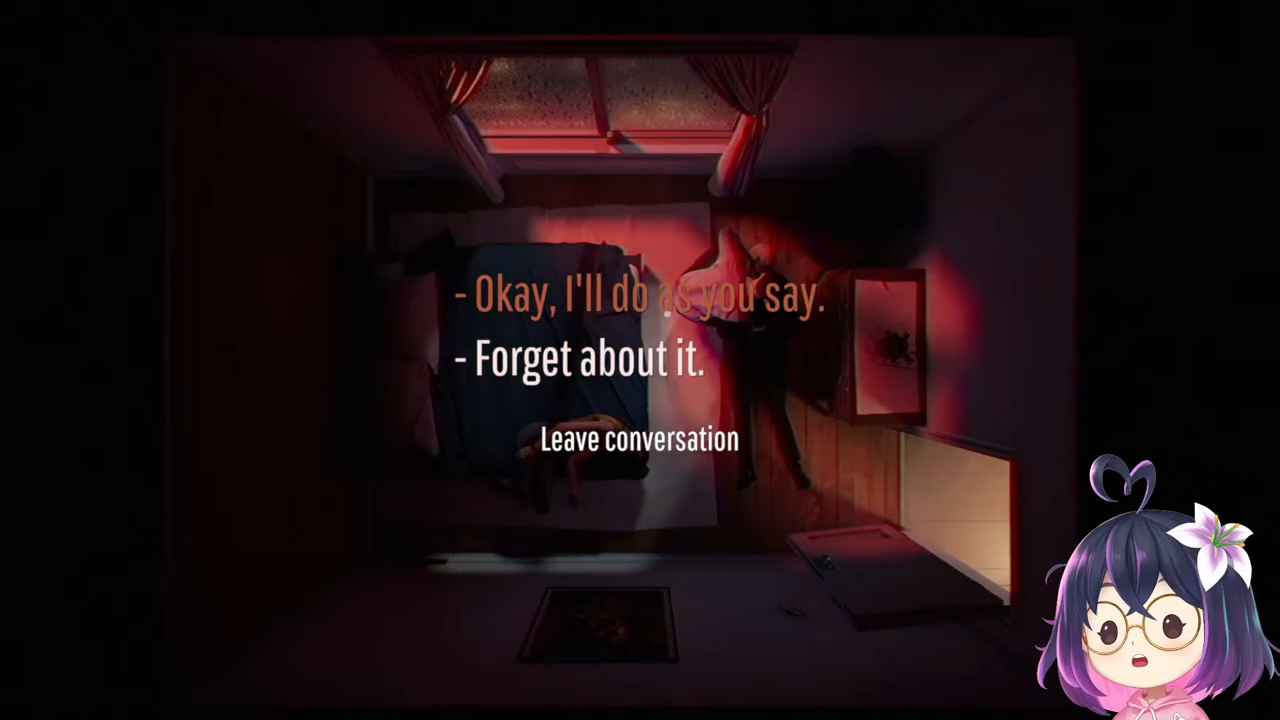 - Okay, I'll do as you say.
- Forget about it.
Leave conversation